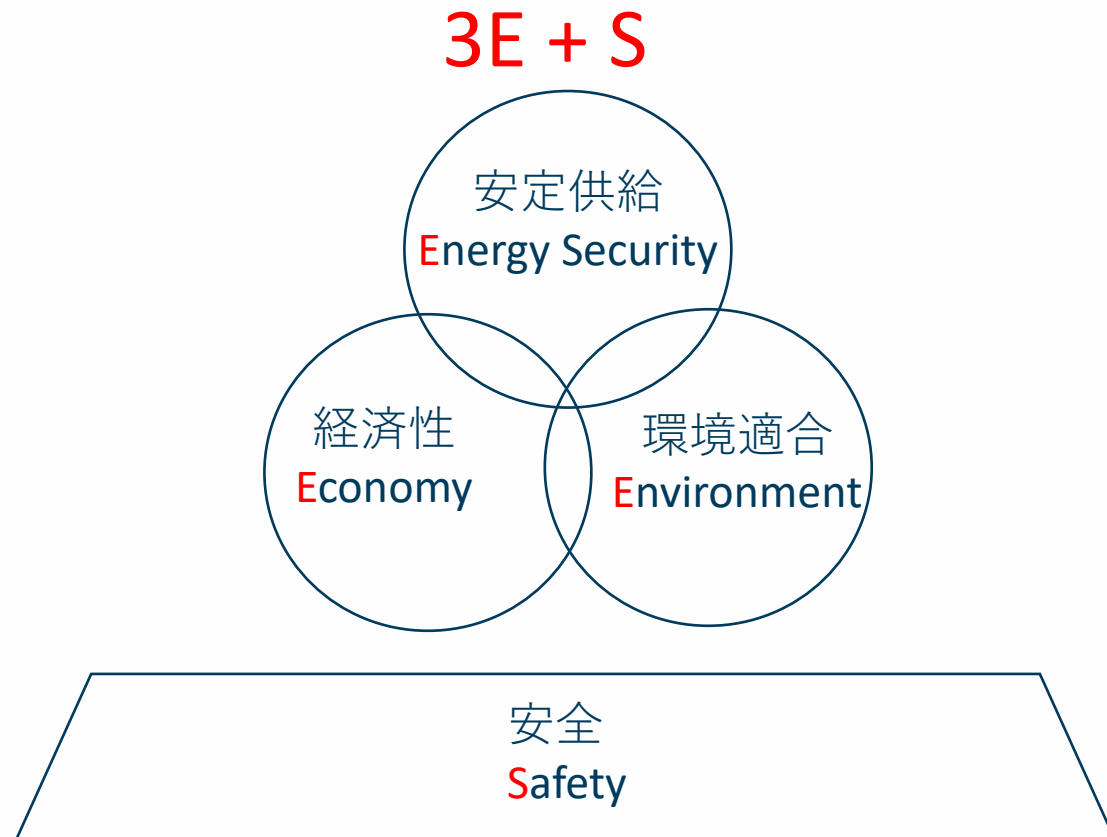 3E + S
安定供給
Energy Security
経済性
Economy
環境適合
Environment
安全
Safety